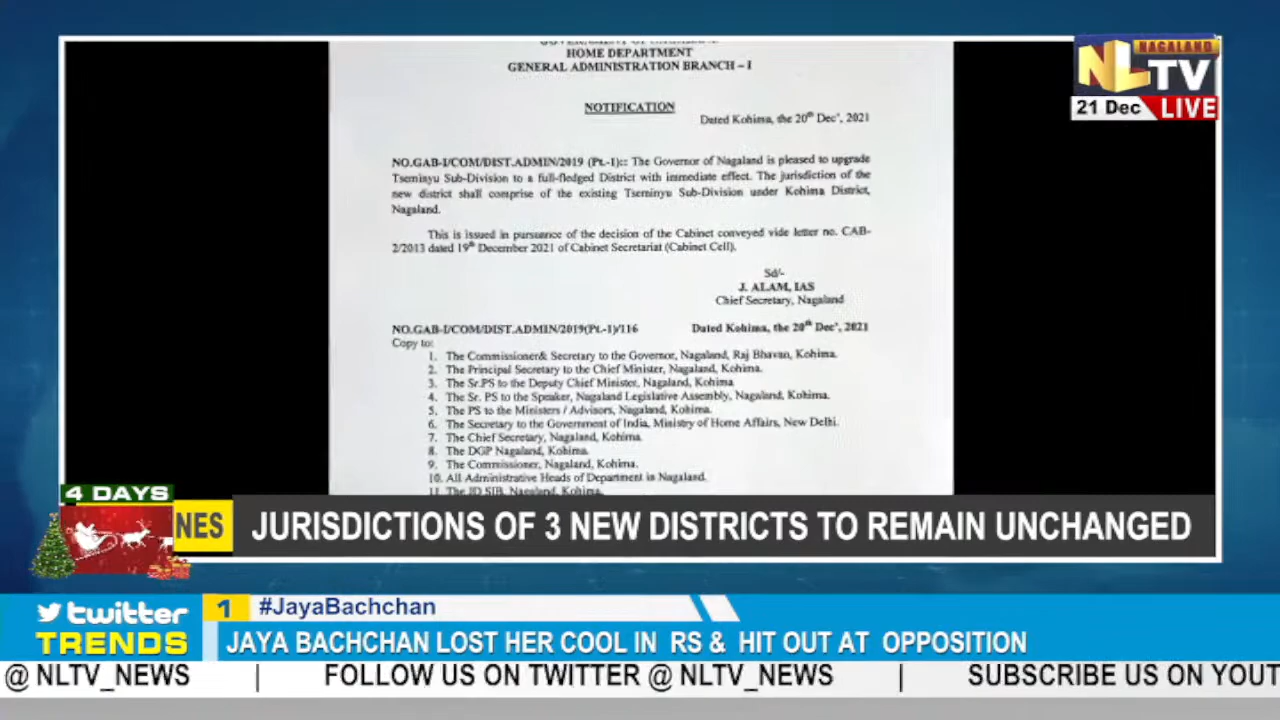 HOME DEPARTMENT
GENERAL ADMINISTRATION BRANCH – I
NOTIFICATION
Dated Kohima, the 20th Dec', 2021
NO.GAB-I/COM/DIST.ADMIN/2019 (Pt.-1):: The Governor of Nagaland is pleased to upgrade
Tseminyu Sub-Division to a full-fledged District with immediate effect. The jurisdiction of the
new district shall comprise of the existing Tseminyu Sub-Division under Kohima District,
Nagaland.
This is issued in pursuance of the decision of the Cabinet conveyed vide letter no. CAB-
2/2013 dated 19th December 2021 of Cabinet Secretariat (Cabinet Cell).
Sd/-
J. ALAM, IAS
Chief Secretary, Nagaland
NO.GAB-I/COM/DIST.ADMIN/2019(Pt.-1)/116 Dated Kohima, the 20th Dec', 2021
Copy to:
1. The Commissioner& Secretary to the Governor, Nagaland, Raj Bhavan, Kohima.
2. The Principal Secretary to the Chief Minister, Nagaland, Kohima.
3. The Sr.PS to the Deputy Chief Minister, Nagaland, Kohima
4. The Sr. PS to the Speaker, Nagaland Legislative Assembly, Nagaland, Kohima.
5. The PS to the Ministers / Advisors, Nagaland, Kohima.
6. The Secretary to the Government of India, Ministry of Home Affairs, New Delhi.
7. The Chief Secretary, Nagaland, Kohima.
8. The DGP Nagaland, Kohima.
9. The Commissioner, Nagaland, Kohima.
10. All Administrative Heads of Department in Nagaland.
11. The JD SIB, Nagaland, Kohima.
NAGALAND
NLTV
21 Dec LIVE
4 DAYS
NES JURISDICTIONS OF 3 NEW DISTRICTS TO REMAIN UNCHANGED
twitter
TRENDS
1 #JayaBachchan
JAYA BACHCHAN LOST HER COOL IN RS & HIT OUT AT OPPOSITION
@ NLTV_NEWS | FOLLOW US ON TWITTER @ NLTV_NEWS | SUBSCRIBE US ON YOUT